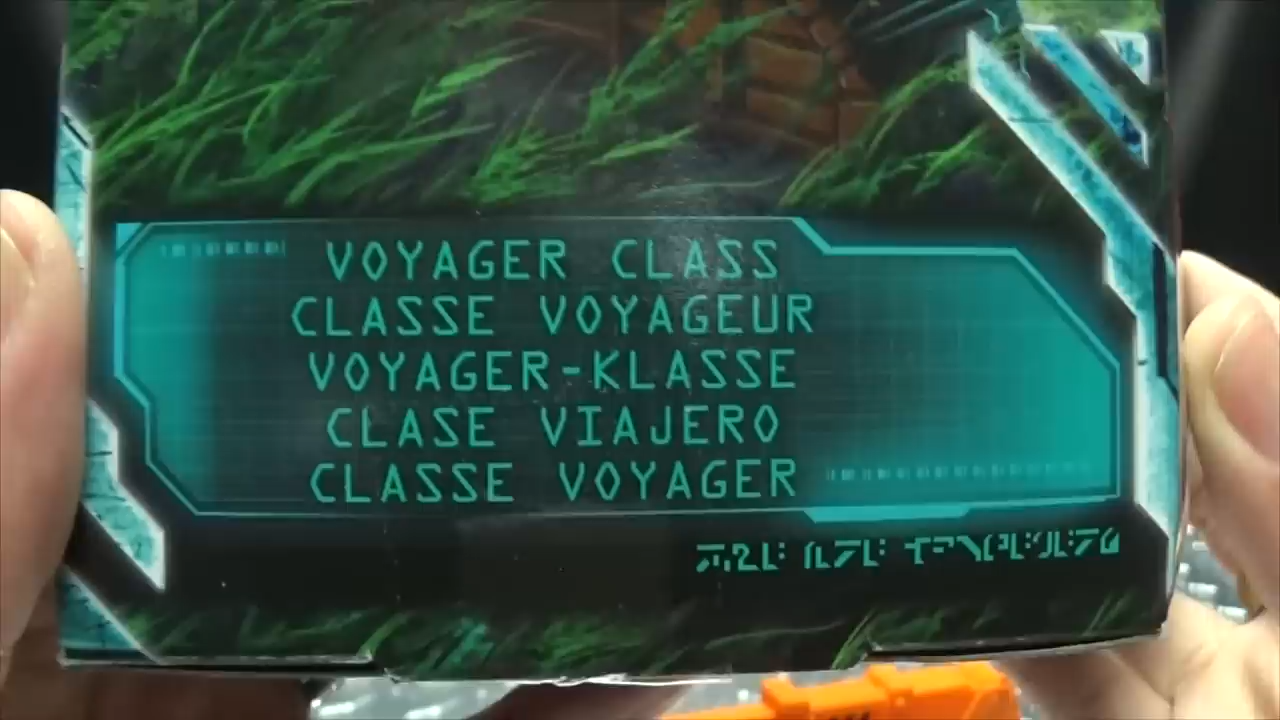 VOYAGER CLASS
CLASSE VOYAGEUR
VOYAGER-KLASSE
CLASE VIAJERO
CLASSE VOYAGER